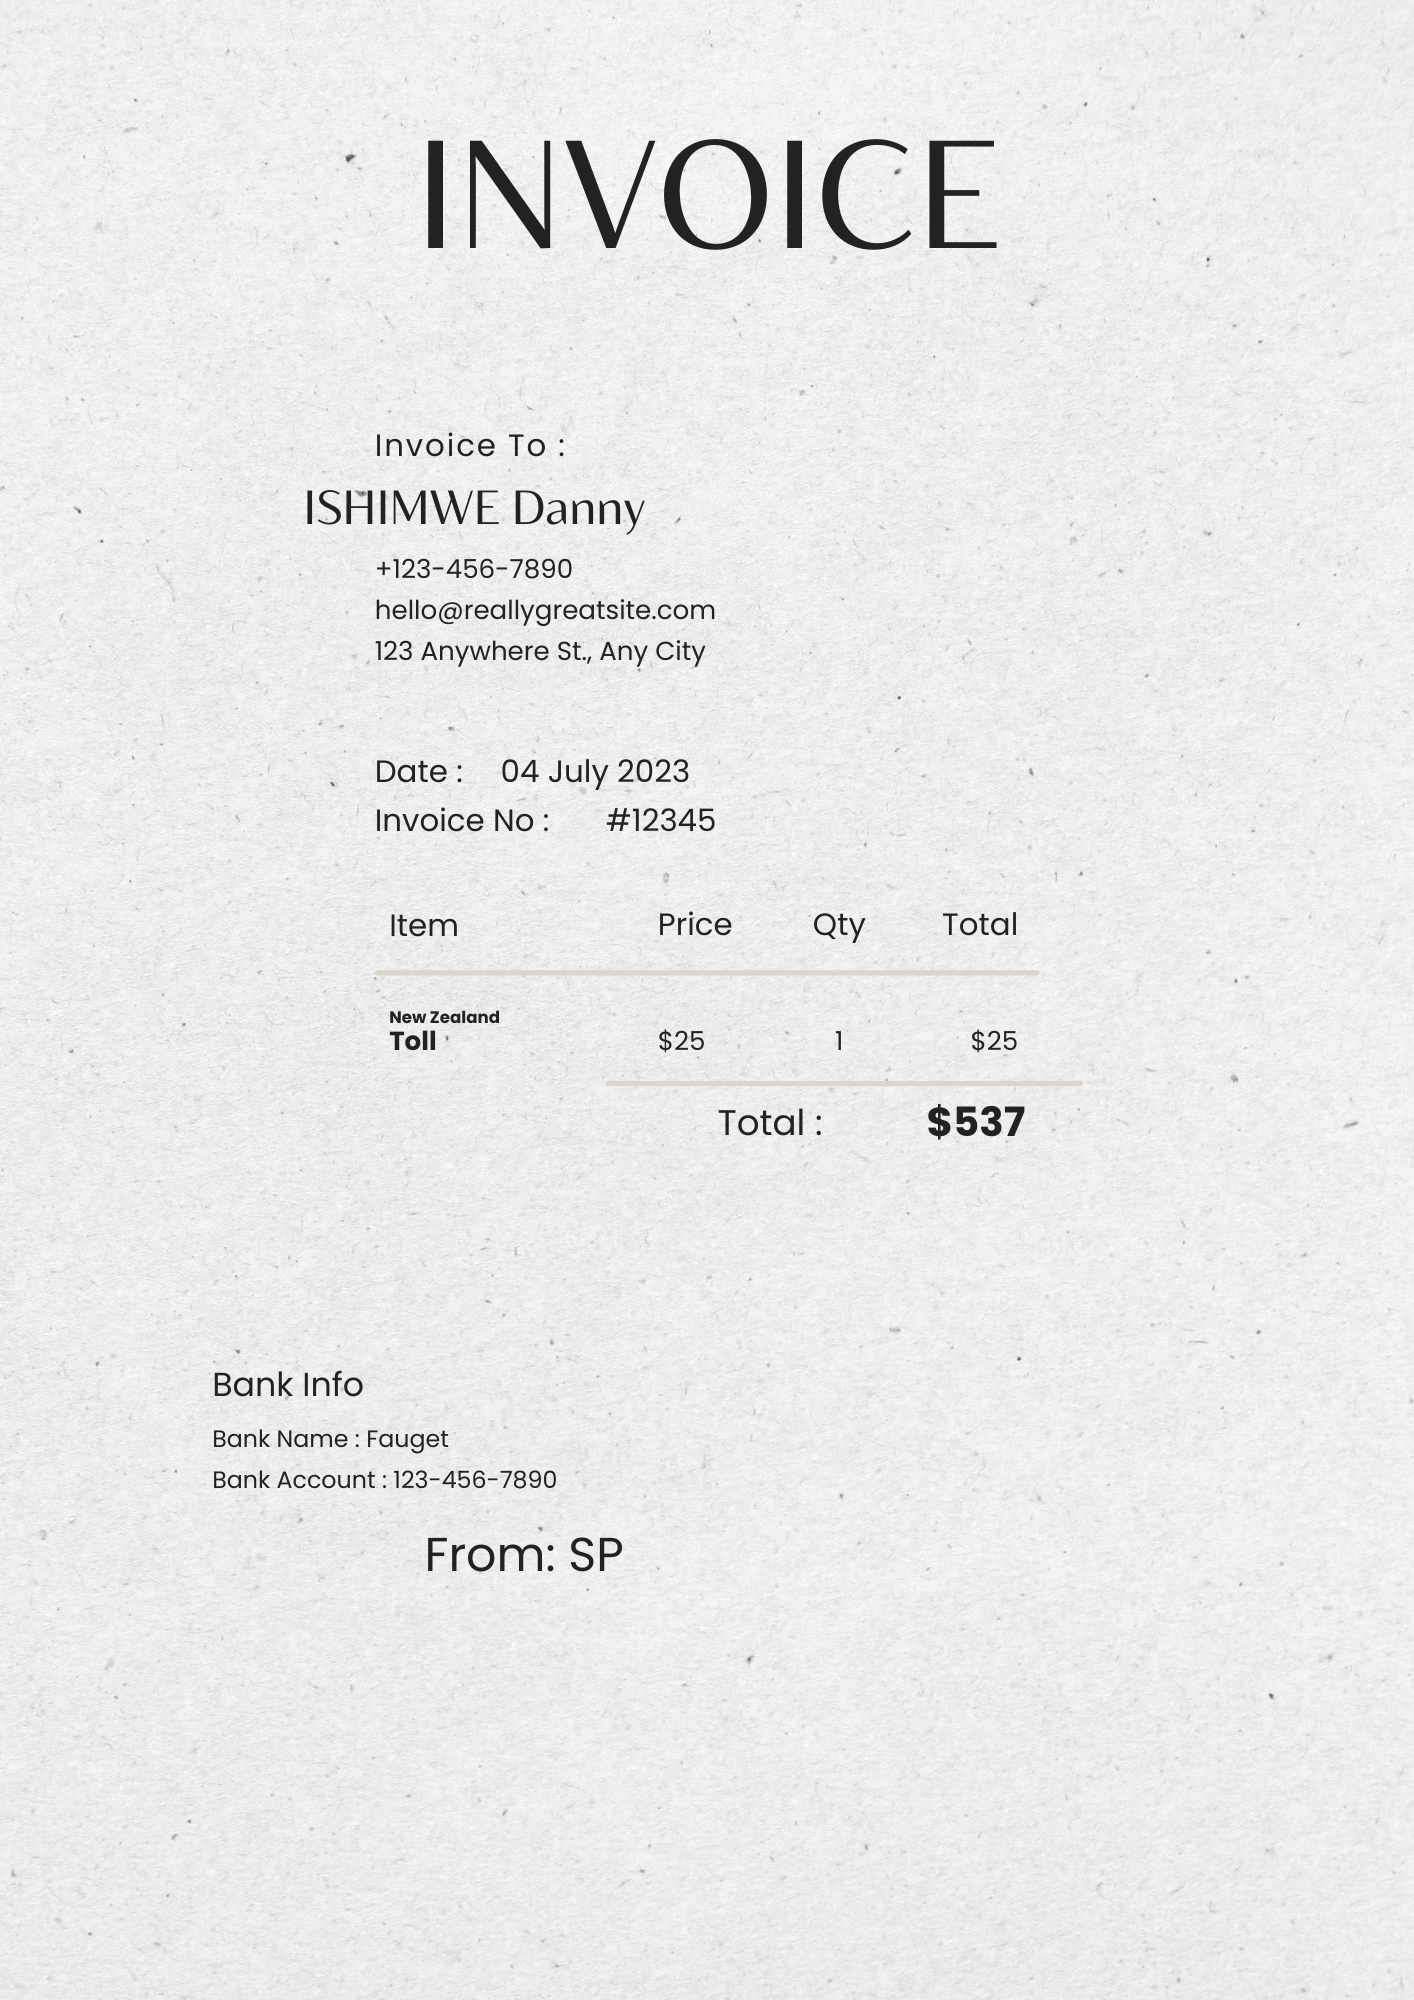 INVOICE
Invoice To :
ISHIMWE Danny
+123-456-7890
hello@reallygreatsite.com
123 Anywhere St., Any City
Date : 04 July 2023
Invoice No : #12345
Item Price Qty Total
New Zealand
Toll $25 1 $25
Total : $537
Bank Info
Bank Name : Fauget
Bank Account : 123-456-7890
From: SP